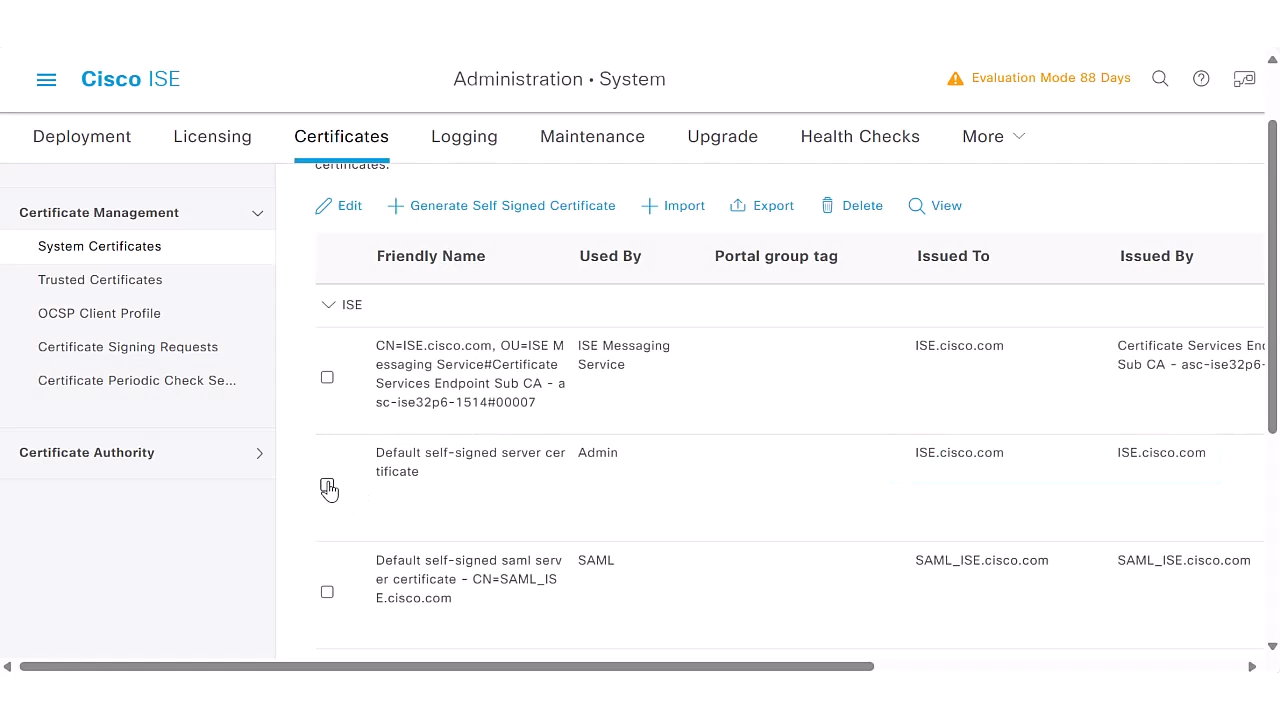 Cisco ISE
Administration • System
Evaluation Mode 88 Days
Deployment
Licensing
Certificates
Logging
Maintenance
Upgrade
Health Checks
More
certificates.
Certificate Management
System Certificates
Trusted Certificates
OCSP Client Profile
Certificate Signing Requests
Certificate Periodic Check Se...
Certificate Authority
Edit
Generate Self Signed Certificate
Import
Export
Delete
View
Friendly Name
Used By
Portal group tag
Issued To
Issued By
ISE
CN=ISE.cisco.com, OU=ISE M
essaging Service#Certificate
Services Endpoint Sub CA - a
sc-ise32p6-1514#00007
ISE Messaging
Service
ISE.cisco.com
Certificate Services
Sub CA - asc-ise32p6-
Default self-signed server cer
tificate
Admin
ISE.cisco.com
ISE.cisco.com
Default self-signed saml serv
er certificate - CN=SAML_IS
E.cisco.com
SAML
SAML_ISE.cisco.com
SAML_ISE.cisco.com